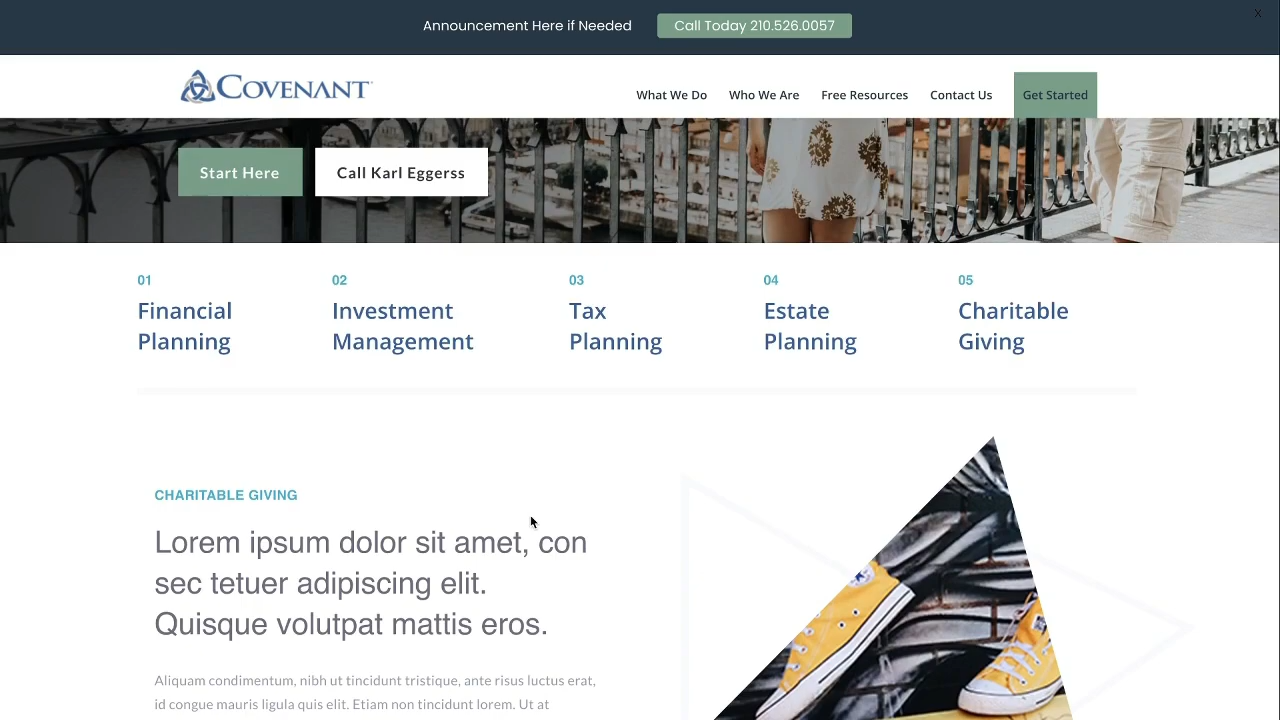 Announcement Here if Needed
Call Today 210.526.0057
X
COVENANT
What We Do
Who We Are
Free Resources
Contact Us
Get Started
Start Here
Call Karl Eggerss
01
Financial
Planning
02
Investment
Management
03
Tax
Planning
04
Estate
Planning
05
Charitable
Giving
CHARITABLE GIVING
Lorem ipsum dolor sit amet, con
sec tetuer adipiscing elit.
Quisque volutpat mattis eros.
Aliquam condimentum, nibh ut tincidunt tristique, ante risus luctus erat,
id congue mauris ligula quis elit. Etiam non tincidunt lorem. Ut at